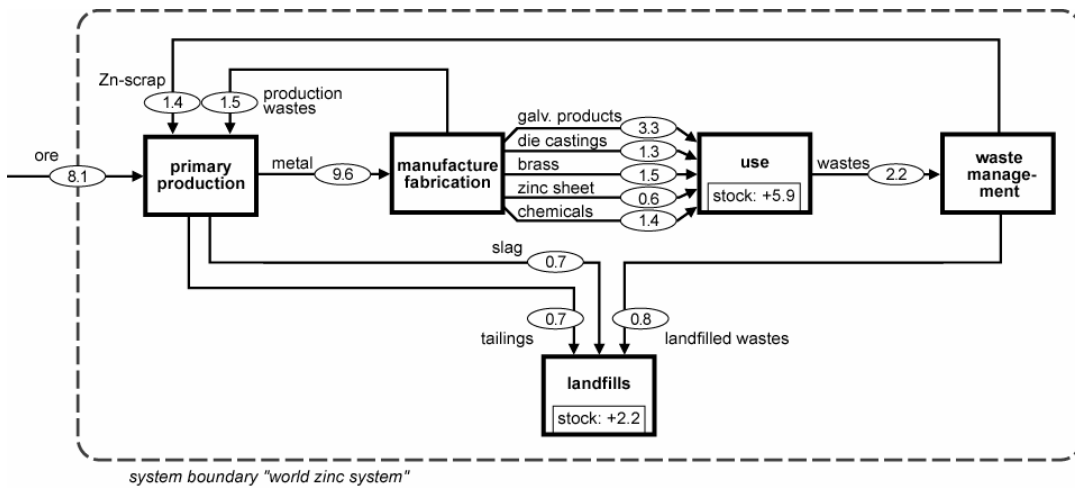 Zn-scrap
1.4
1.5
production
wastes
ore
8.1
primary
production
metal
9.6
manufacture
fabrication
galv. products
3.3
die castings
1.3
brass
1.5
zinc sheet
0.6
chemicals
1.4
use
stock: +5.9
wastes
2.2
waste
manage-
ment
slag
0.7
tailings
0.7
0.8
landfilled wastes
landfills
stock: +2.2
system boundary "world zinc system"